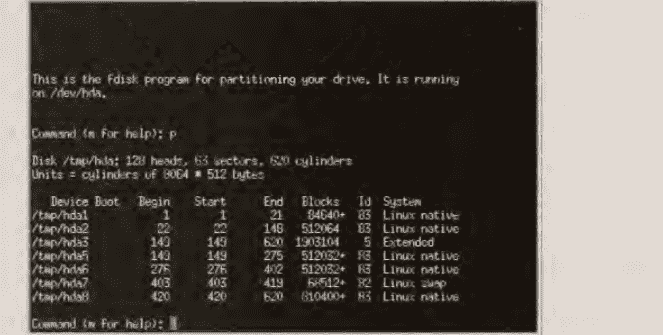 This is the fdisk program for partitioning your drive. It is running
on /dev/hda.
Command (m for help): p
Disk /tmp/hda: 128 heads, 63 sectors, 620 cylinders
Units = cylinders of 8064 * 512 bytes
Device Boot Begin Start End Blocks Id System
/tmp/hda1 1 1 21 84640+ 83 Linux native
/tmp/hda2 22 22 148 512064 83 Linux native
/tmp/hda3 149 149 620 1903104 5 Extended
/tmp/hda5 149 149 275 512032+ 83 Linux native
/tmp/hda6 276 276 402 512032+ 83 Linux native
/tmp/hda7 403 403 419 68512+ 82 Linux swap
/tmp/hda8 420 420 620 810400+ 83 Linux native
Command (m for help):